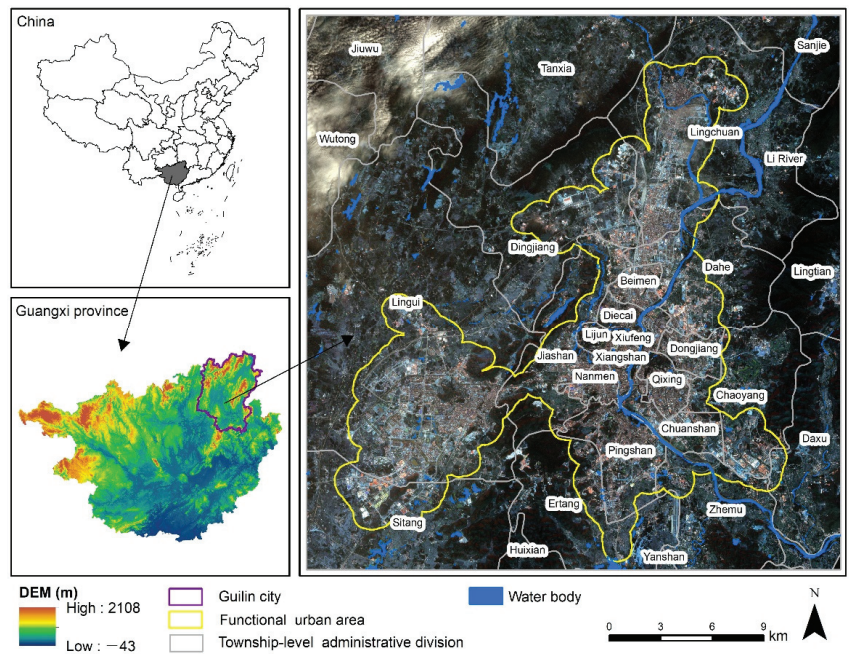 China
Guangxi province
Jiuwu
Tanxia
Sanjie
Wutong
Lingchuan
Li River
Dingjiang
Dahe
Lingtian
Beimen
Lingui
Diecai
Lijun
Xiufeng
Jiashan
Xiangshan
Dongjiang
Nanmen
Qixing
Chaoyang
Chuanshan
Daxu
Pingshan
Ertang
Zhemu
Sitang
Huixian
Yanshan
DEM (m)
High : 2108
Low : −43
Guilin city
Functional urban area
Township-level administrative division
Water body
N
0 3 6 9
km